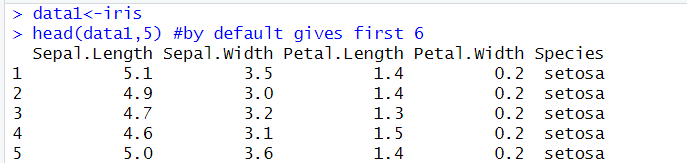 > data1<-iris
> head(data1,5) #by default gives first 6
  Sepal.Length Sepal.Width Petal.Length Petal.Width Species
1          5.1         3.5          1.4         0.2  setosa
2          4.9         3.0          1.4         0.2  setosa
3          4.7         3.2          1.3         0.2  setosa
4          4.6         3.1          1.5         0.2  setosa
5          5.0         3.6          1.4         0.2  setosa